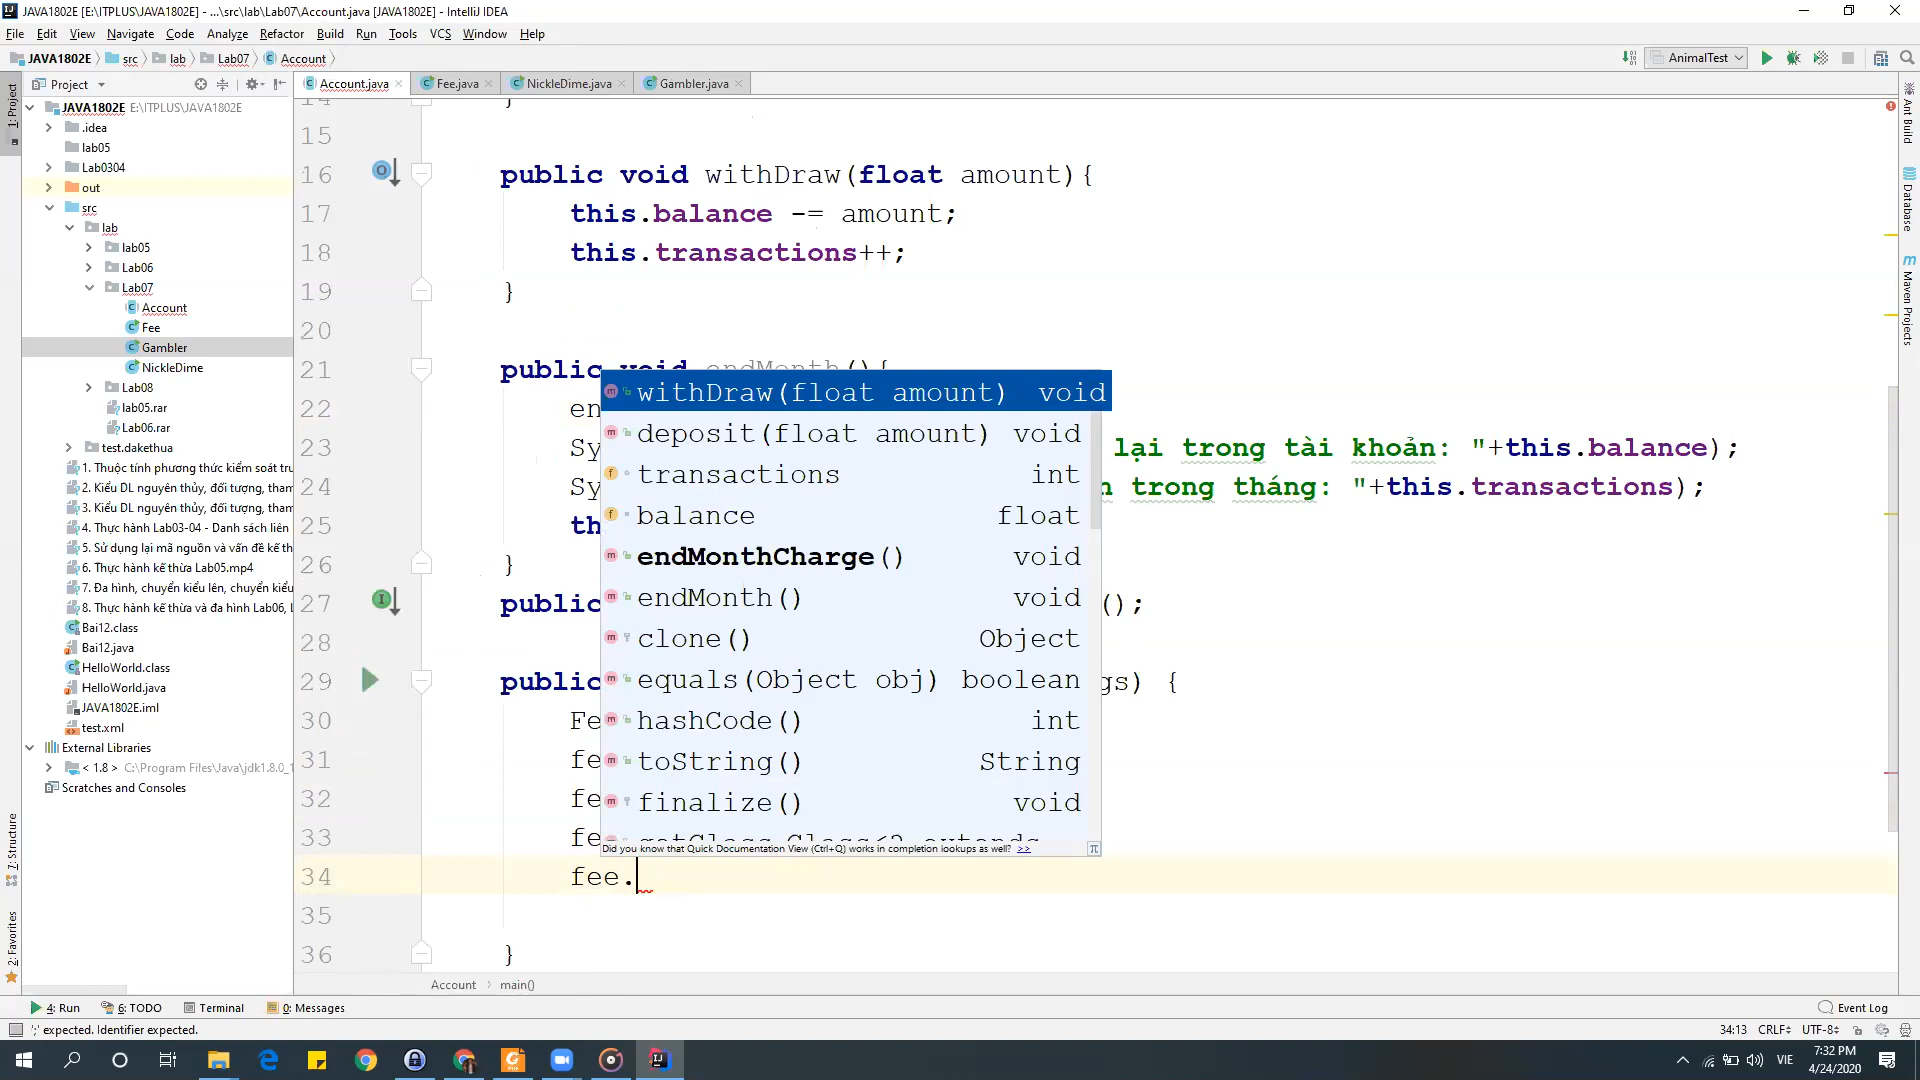 JAVA1802E [E:\ITPLUS\JAVA1802E] - ...\src\lab\Lab07\Account.java [JAVA1802E] - IntelliJ IDEA
File Edit View Navigate Code Analyze Refactor Build Run Tools VCS Window Help
JAVA1802E src lab Lab07 Account AnimalTest
Project Account.java Fee.java NickleDime.java Gambler.java
JAVA1802E E:\ITPLUS\JAVA1802E
.idea
lab05
Lab0304
out
src
lab
lab05
Lab06
Lab07
Account
Fee
Gambler
NickleDime
Lab08
lab05.rar
Lab06.rar
test.dakethua
1. Thuộc tính phương thức kiểm soát tru
2. Kiểu DL nguyên thủy, đối tượng, tham
3. Kiểu DL nguyên thủy, đối tượng, tham
4. Thực hành Lab03-04 - Danh sách liên
5. Sử dụng lại mã nguồn và vấn đề kế th
6. Thực hành kế thừa Lab05.mp4
7. Đa hình, chuyển kiểu lên, chuyển kiểu
8. Thực hành kế thừa và đa hình Lab06, L
Bai12.class
Bai12.java
HelloWorld.class
HelloWorld.java
JAVA1802E.iml
test.xml
External Libraries
< 1.8 > C:\Program Files\Java\jdk1.8.0_1
Scratches and Consoles
1: Project
7: Structure
2: Favorites
14 }
15
16 public void withDraw(float amount){
17 this.balance -= amount;
18 this.transactions++;
19 }
20
21 public void endMonth(){
22 en
23 Sy lại trong tài khoản: "+this.balance);
24 Sy n trong tháng: "+this.transactions);
25 th
26 }
27 public ();
28
29 public gs) {
30 Fe
31 fe
32 fe
33 fe
34 fee.
35
36 }
withDraw(float amount) void
deposit(float amount) void
transactions int
balance float
endMonthCharge() void
endMonth() void
clone() Object
equals(Object obj) boolean
hashCode() int
toString() String
finalize() void
Did you know that Quick Documentation View (Ctrl+Q) works in completion lookups as well? >> π
Account main()
Ant Build
Database
Maven Projects
4: Run 6: TODO Terminal 0: Messages Event Log
';' expected. Identifier expected. 34:13 CRLF UTF-8
VIE 7:32 PM
4/24/2020